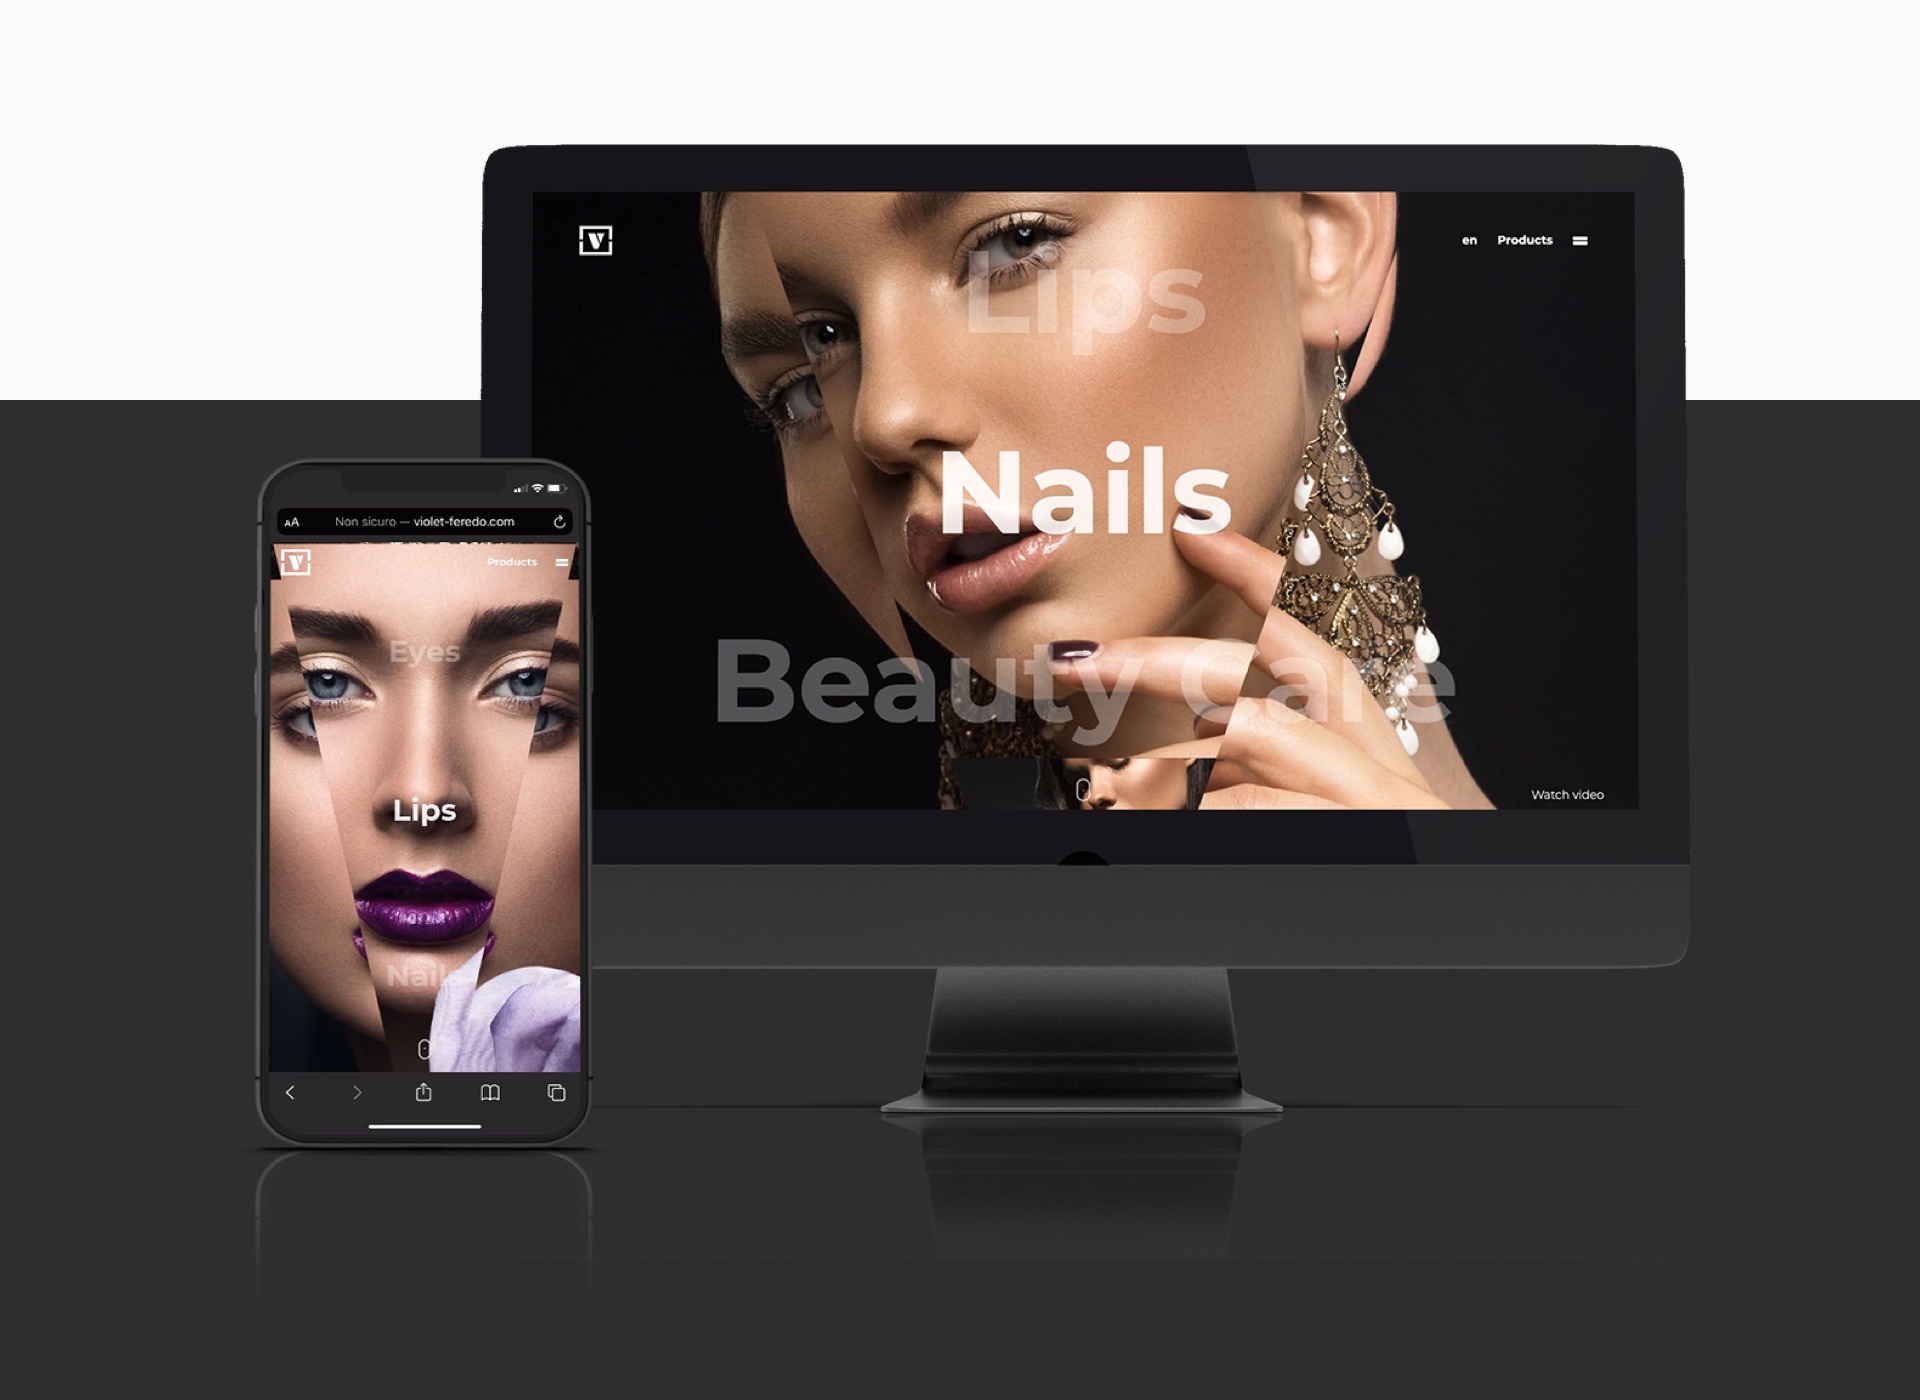 V
en Products
Lips
Nails
Beauty Care
Watch video
AA Non sicuro — violet-feredo.com
V
Products
Eyes
Lips
Nails